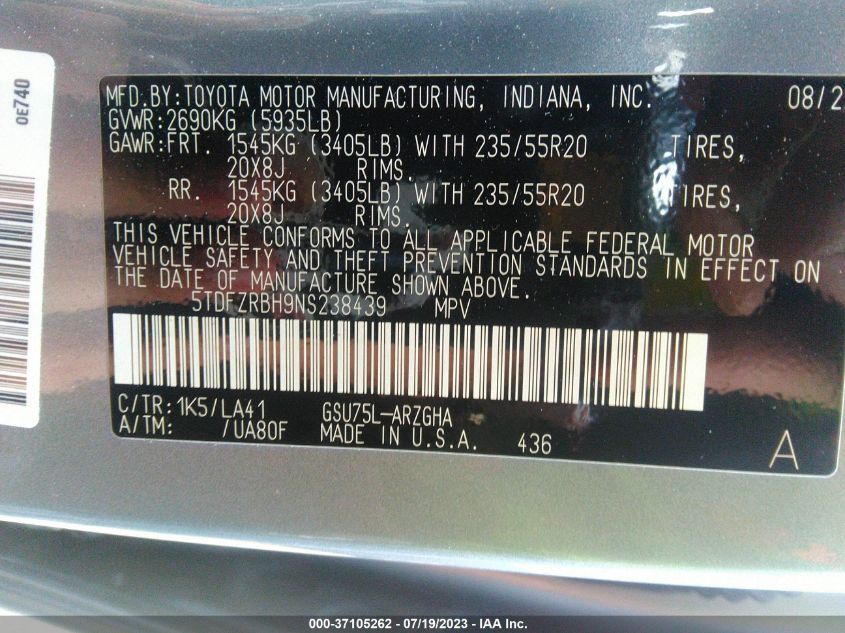 0E740
MFD.BY:TOYOTA MOTOR MANUFACTURING, INDIANA, INC. 08/2
GVWR:2690KG (5935LB)
GAWR:FRT. 1545KG (3405LB) WITH 235/55R20 TIRES,
20X8J RIMS.
RR. 1545KG (3405LB) WITH 235/55R20 TIRES,
20X8J RIMS.
THIS VEHICLE CONFORMS TO ALL APPLICABLE FEDERAL MOTOR
VEHICLE SAFETY AND THEFT PREVENTION STANDARDS IN EFFECT ON
THE DATE OF MANUFACTURE SHOWN ABOVE.
5TDFZRBH9NS238439 MPV
C/TR:1K5/LA41 GSU75L-ARZGHA
A/TM: /UA80F MADE IN U.S.A. 436
A
000-37105262 - 07/19/2023 - IAA Inc.